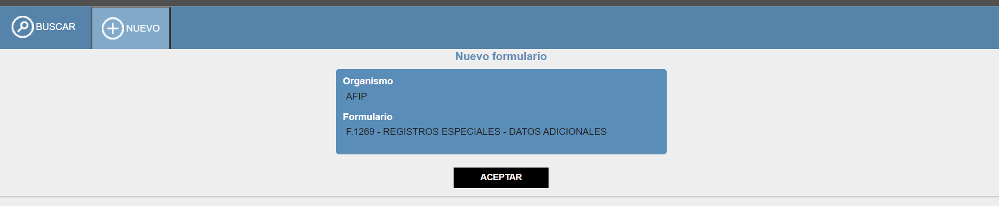 BUSCAR
NUEVO
Nuevo formulario
Organismo
AFIP
Formulario
F.1269 - REGISTROS ESPECIALES - DATOS ADICIONALES
ACEPTAR